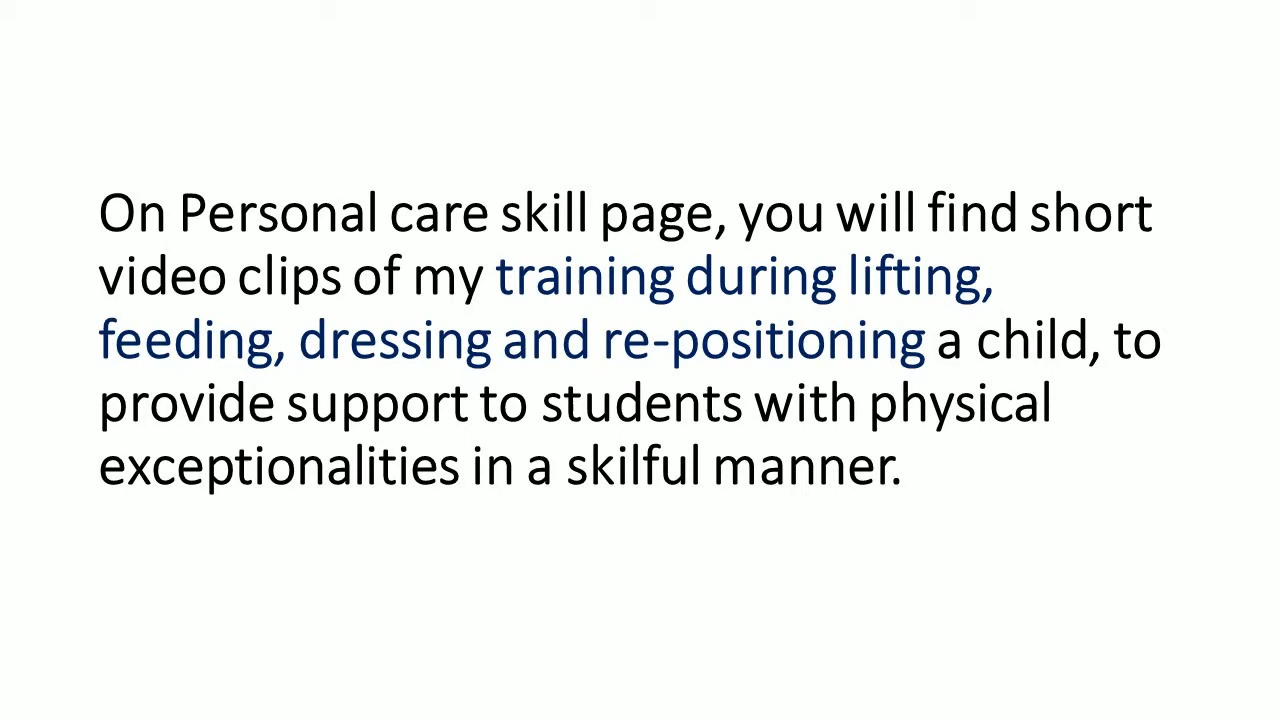 On Personal care skill page, you will find short
video clips of my training during lifting,
feeding, dressing and re-positioning a child, to
provide support to students with physical
exceptionalities in a skilful manner.